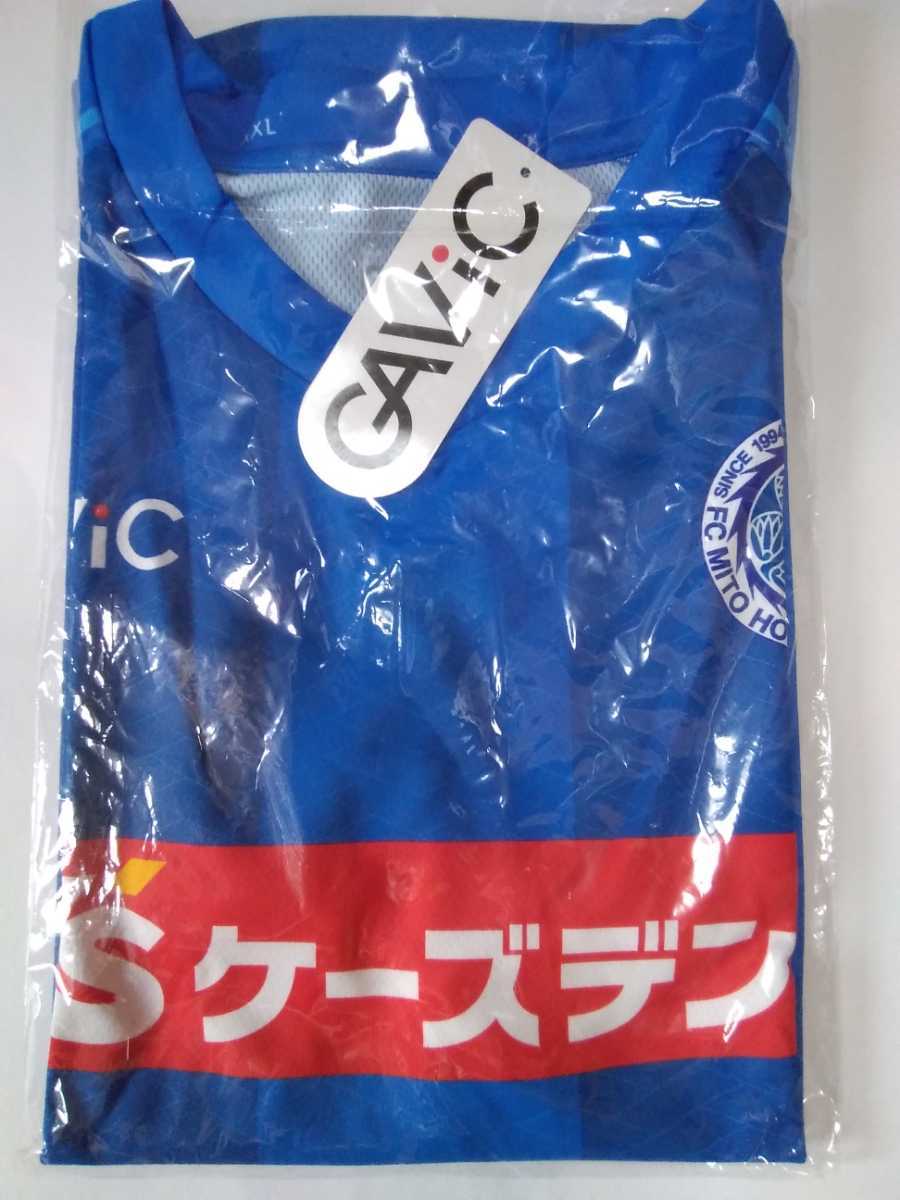 XL
GAViC
ViC
SINCE 1994
FC MITO HO
S ケーズデン